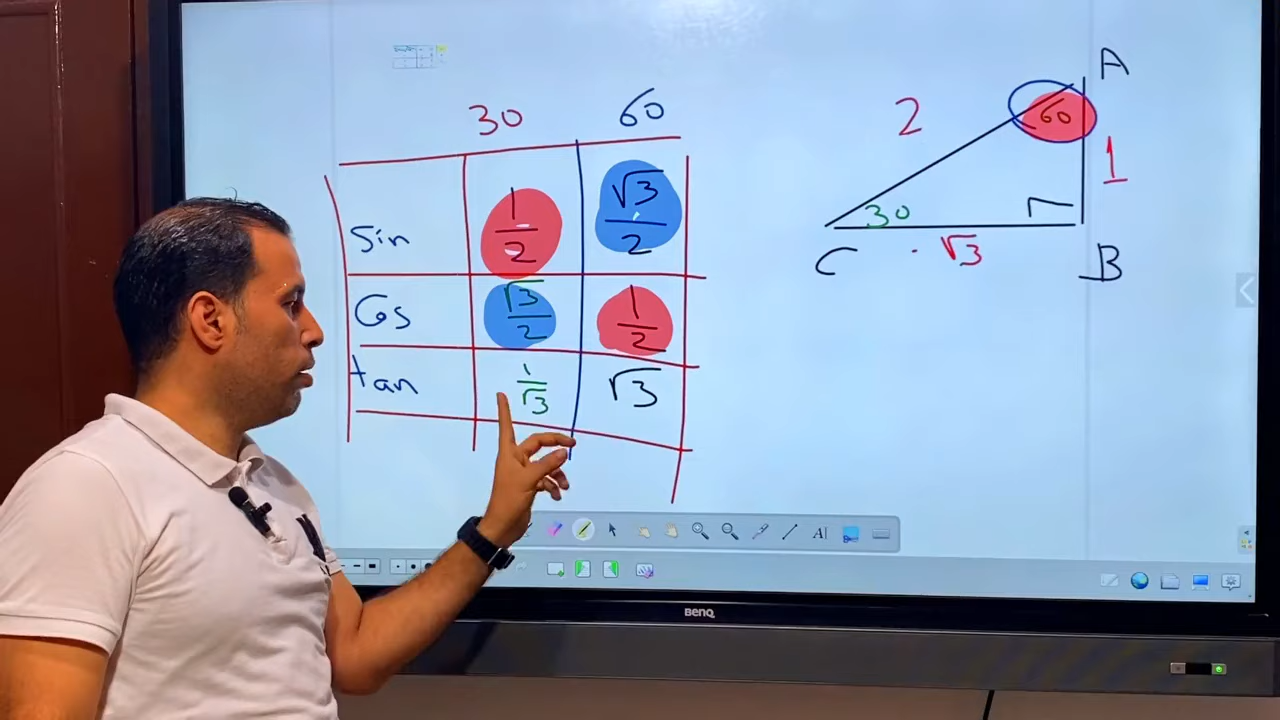 30 60
Sin 1/2 √3/2
Cos √3/2 1/2
tan 1/√3 √3
A
2
60
1
30
C √3 B
A
BenQ